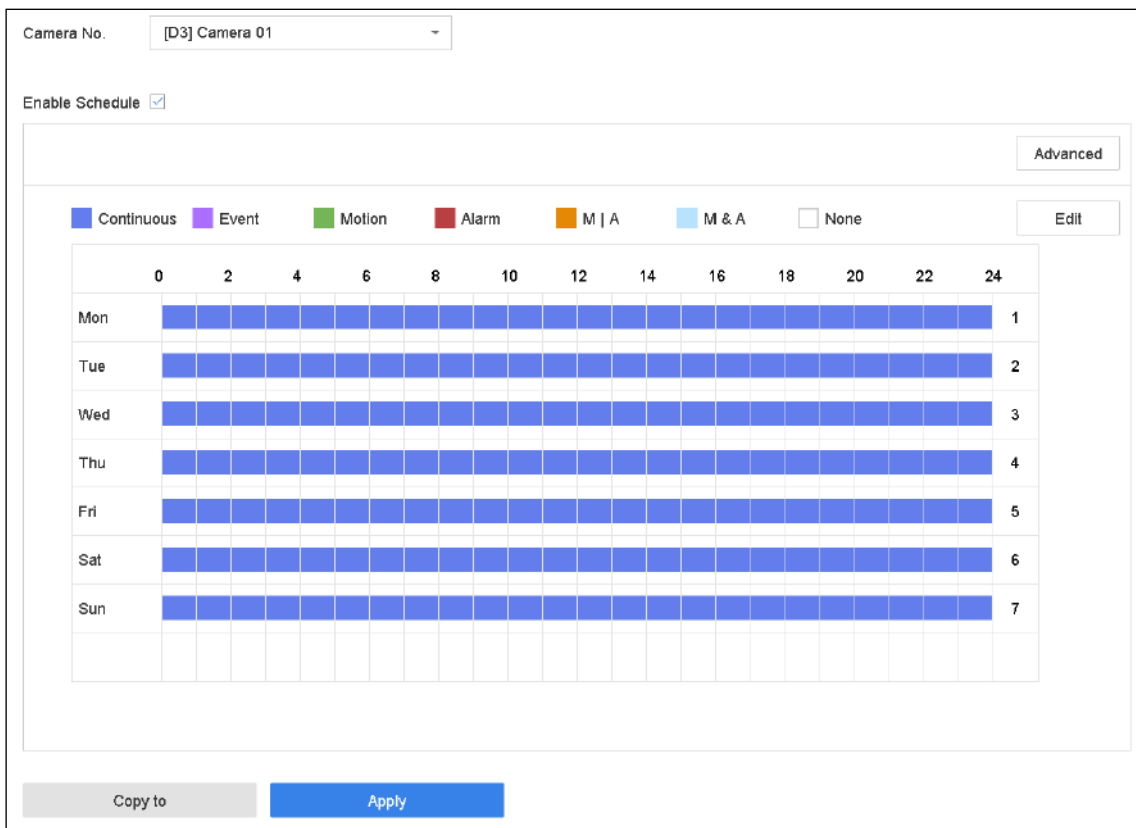 Camera No. [D3] Camera 01
Enable Schedule
Advanced
Continuous Event Motion Alarm M | A M & A None Edit
0 2 4 6 8 10 12 14 16 18 20 22 24
Mon 1
Tue 2
Wed 3
Thu 4
Fri 5
Sat 6
Sun 7
Copy to Apply